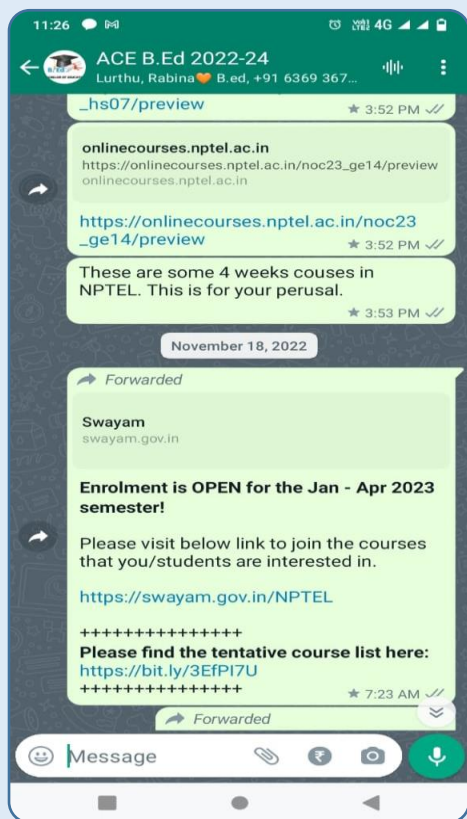 11:26
4G
ACE B.Ed 2022-24
Lurthu, Rabina🧡 B.ed, +91 6369 367...
_hs07/preview
3:52 PM
onlinecourses.nptel.ac.in
https://onlinecourses.nptel.ac.in/noc23_ge14/preview
onlinecourses.nptel.ac.in
https://onlinecourses.nptel.ac.in/noc23
_ge14/preview
3:52 PM
These are some 4 weeks couses in
NPTEL. This is for your perusal.
3:53 PM
November 18, 2022
Forwarded
Swayam
swayam.gov.in
Enrolment is OPEN for the Jan - Apr 2023
semester!
Please visit below link to join the courses
that you/students are interested in.
https://swayam.gov.in/NPTEL
+++++++++++++++
Please find the tentative course list here:
https://bit.ly/3EfPI7U
+++++++++++++++
7:23 AM
Forwarded
Message